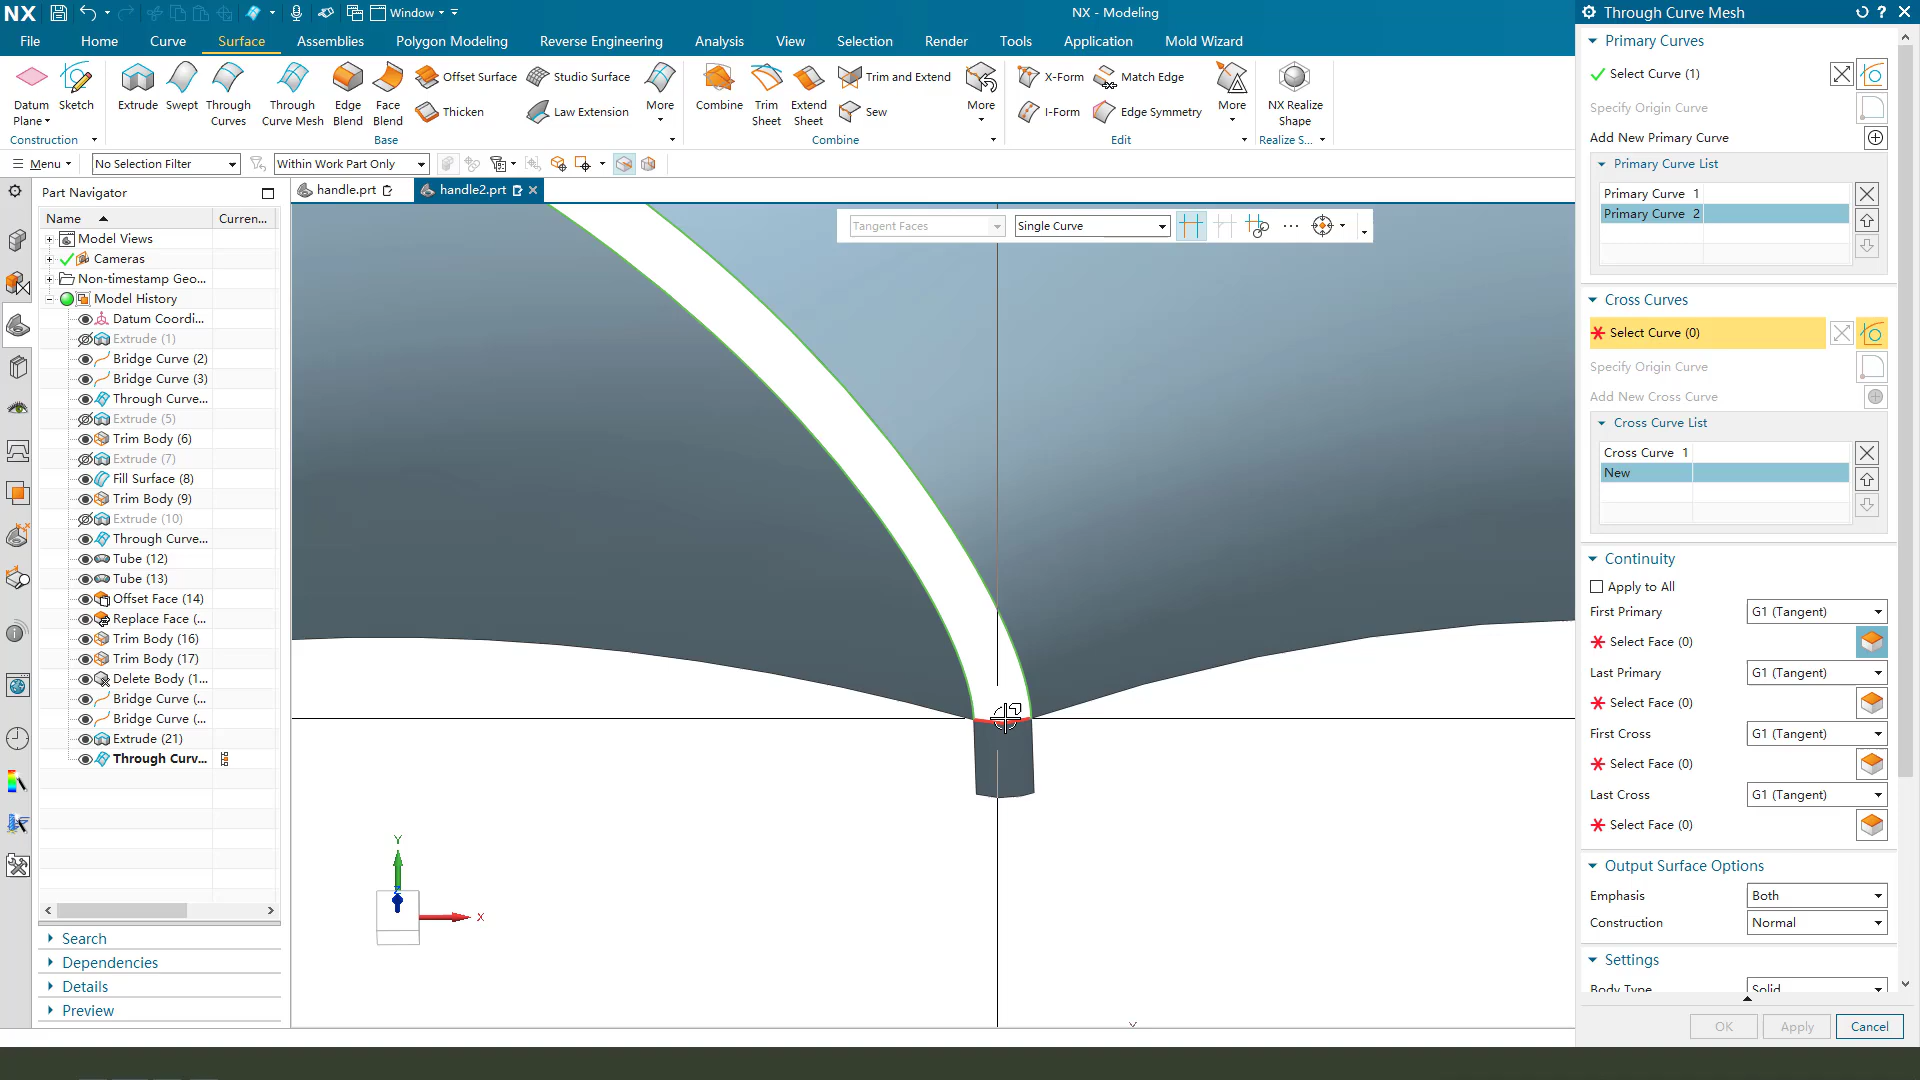 NX
Window
NX - Modeling
Through Curve Mesh
File
Home
Curve
Surface
Assemblies
Polygon Modeling
Reverse Engineering
Analysis
View
Selection
Render
Tools
Application
Mold Wizard
Datum Plane
Sketch
Extrude
Swept
Through Curves
Through Curve Mesh
Edge Blend
Face Blend
Offset Surface
Thicken
Studio Surface
Law Extension
More
Combine
Trim Sheet
Extend Sheet
Trim and Extend
Sew
More
X-Form
I-Form
Match Edge
Edge Symmetry
More
NX Realize Shape
Construction
Base
Combine
Edit
Realize S...
Menu
No Selection Filter
Within Work Part Only
Part Navigator
handle.prt
handle2.prt
Name
Curren...
Model Views
Cameras
Non-timestamp Geo...
Model History
Datum Coordi...
Extrude (1)
Bridge Curve (2)
Bridge Curve (3)
Through Curve...
Extrude (5)
Trim Body (6)
Extrude (7)
Fill Surface (8)
Trim Body (9)
Extrude (10)
Through Curve...
Tube (12)
Tube (13)
Offset Face (14)
Replace Face (...
Trim Body (16)
Trim Body (17)
Delete Body (1...
Bridge Curve (...
Bridge Curve (...
Extrude (21)
Through Curv...
Search
Dependencies
Details
Preview
Tangent Faces
Single Curve
Y
Z
X
Primary Curves
Select Curve (1)
Specify Origin Curve
Add New Primary Curve
Primary Curve List
Primary Curve 1
Primary Curve 2
Cross Curves
Select Curve (0)
Specify Origin Curve
Add New Cross Curve
Cross Curve List
Cross Curve 1
New
Continuity
Apply to All
First Primary
G1 (Tangent)
Select Face (0)
Last Primary
G1 (Tangent)
Select Face (0)
First Cross
G1 (Tangent)
Select Face (0)
Last Cross
G1 (Tangent)
Select Face (0)
Output Surface Options
Emphasis
Both
Construction
Normal
Settings
Body Type
Solid
OK
Apply
Cancel